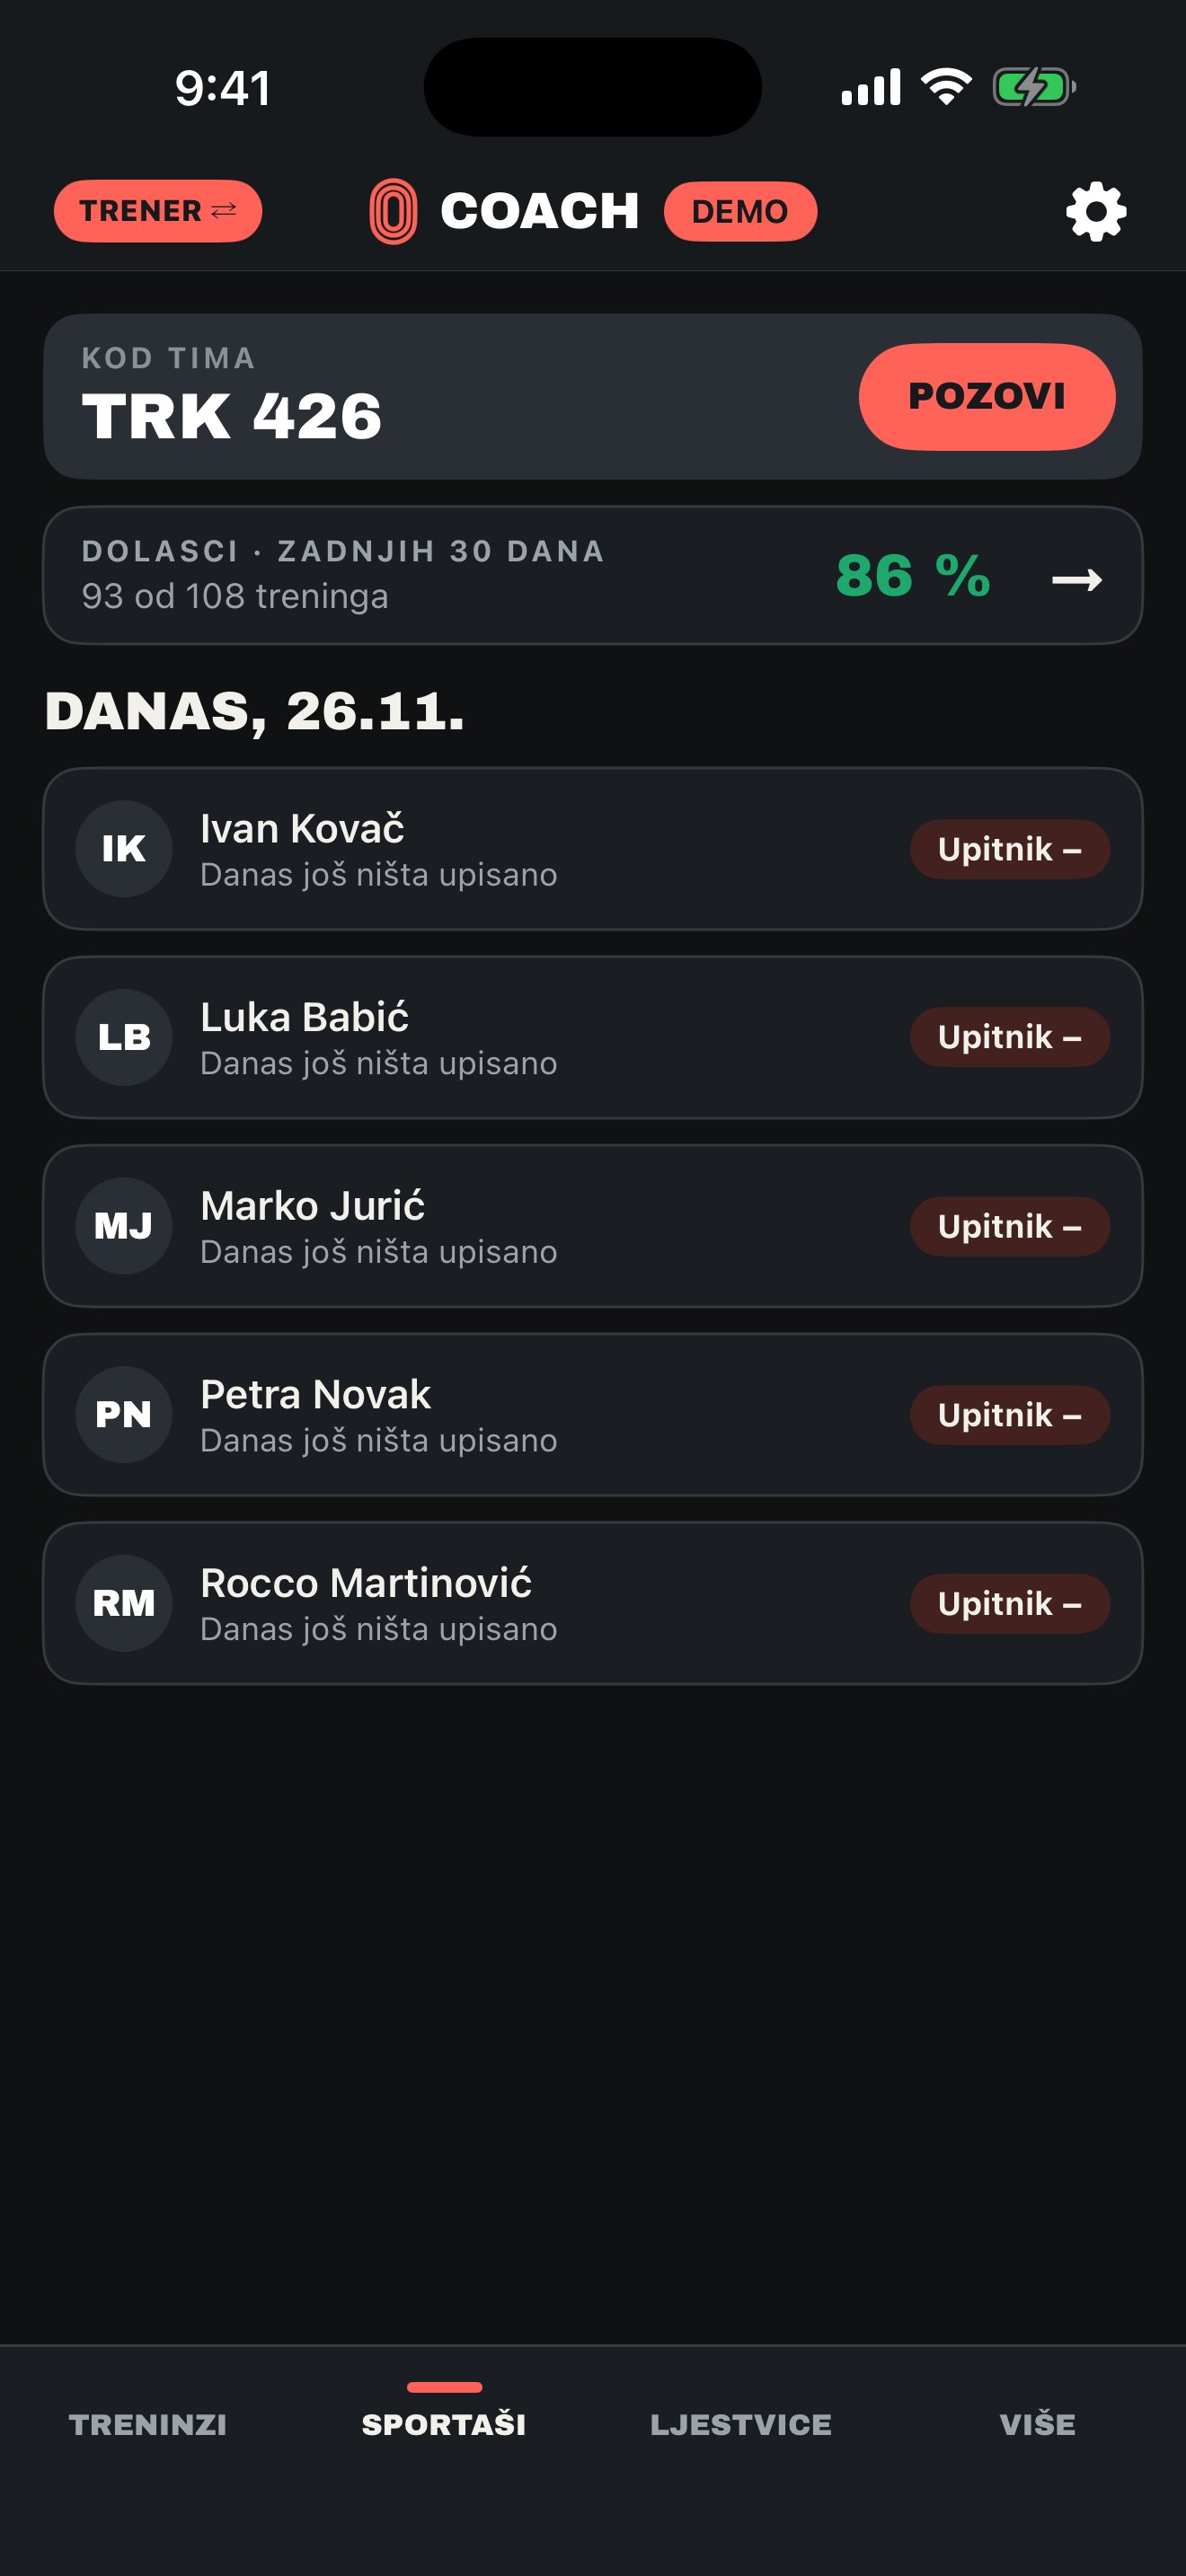 9:41
TRENER ⇄
COACH
DEMO
KOD TIMA
TRK 426
POZOVI
DOLASCI · ZADNJIH 30 DANA
93 od 108 treninga
86 %
→
DANAS, 26.11.
IK
Ivan Kovač
Danas još ništa upisano
Upitnik –
LB
Luka Babić
Danas još ništa upisano
Upitnik –
MJ
Marko Jurić
Danas još ništa upisano
Upitnik –
PN
Petra Novak
Danas još ništa upisano
Upitnik –
RM
Rocco Martinović
Danas još ništa upisano
Upitnik –
TRENINZI
SPORTAŠI
LJESTVICE
VIŠE